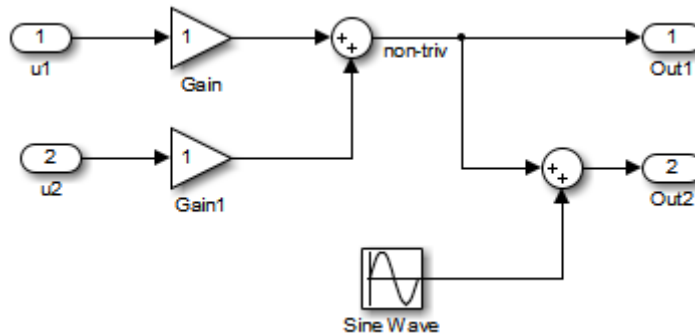 1
u1
1
Gain
++
non-triv
1
Out1
2
u2
1
Gain1
++
2
Out2
Sine Wave